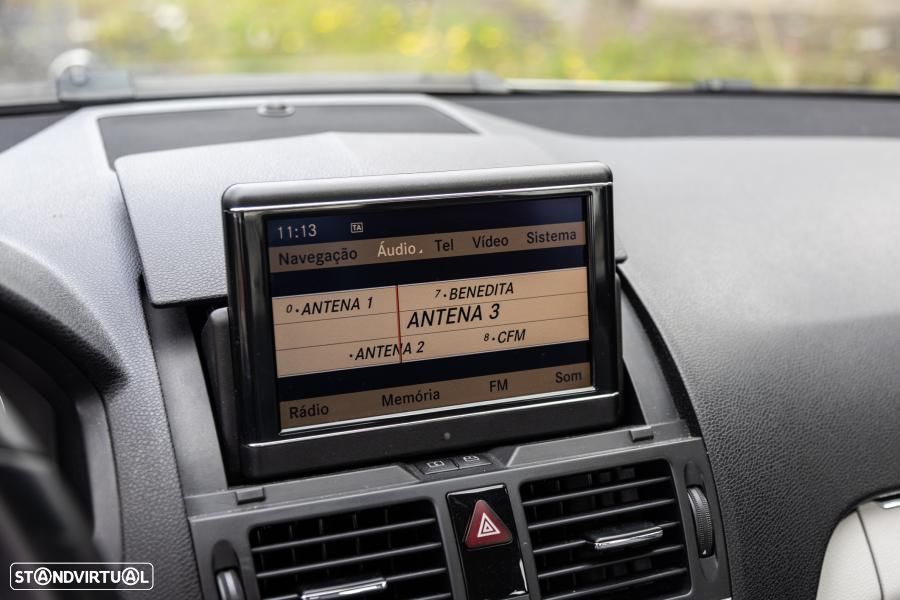 11:13 TA
Navegação Áudio Tel Vídeo Sistema
0 · ANTENA 1 7 · BENEDITA
ANTENA 3
· ANTENA 2 8 · CFM
Rádio Memória FM Som
STANDVIRTUAL